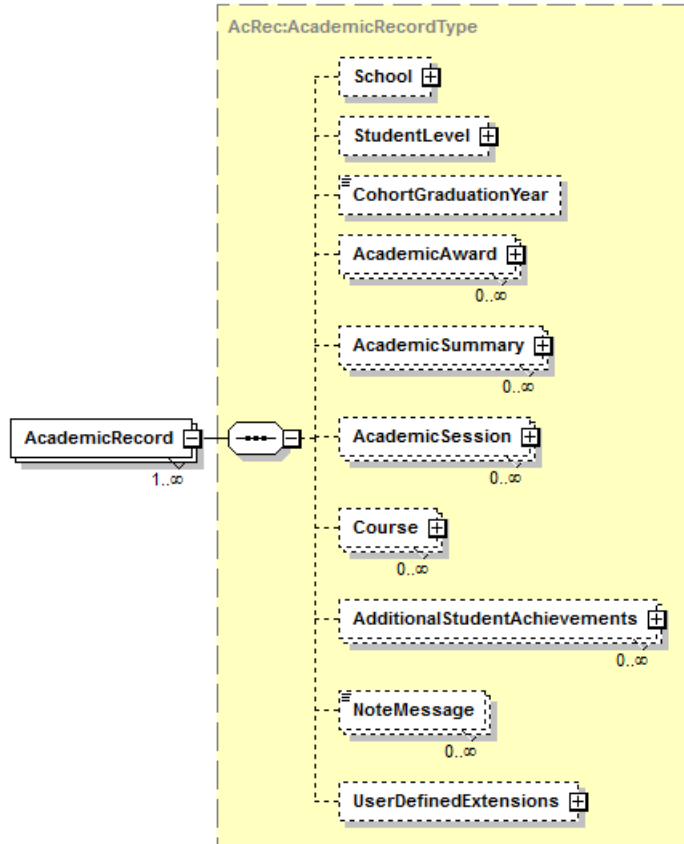 AcRec:AcademicRecordType
School
StudentLevel
CohortGraduationYear
AcademicAward
0..∞
AcademicSummary
0..∞
AcademicRecord
1..∞
AcademicSession
0..∞
Course
0..∞
AdditionalStudentAchievements
0..∞
NoteMessage
0..∞
UserDefinedExtensions